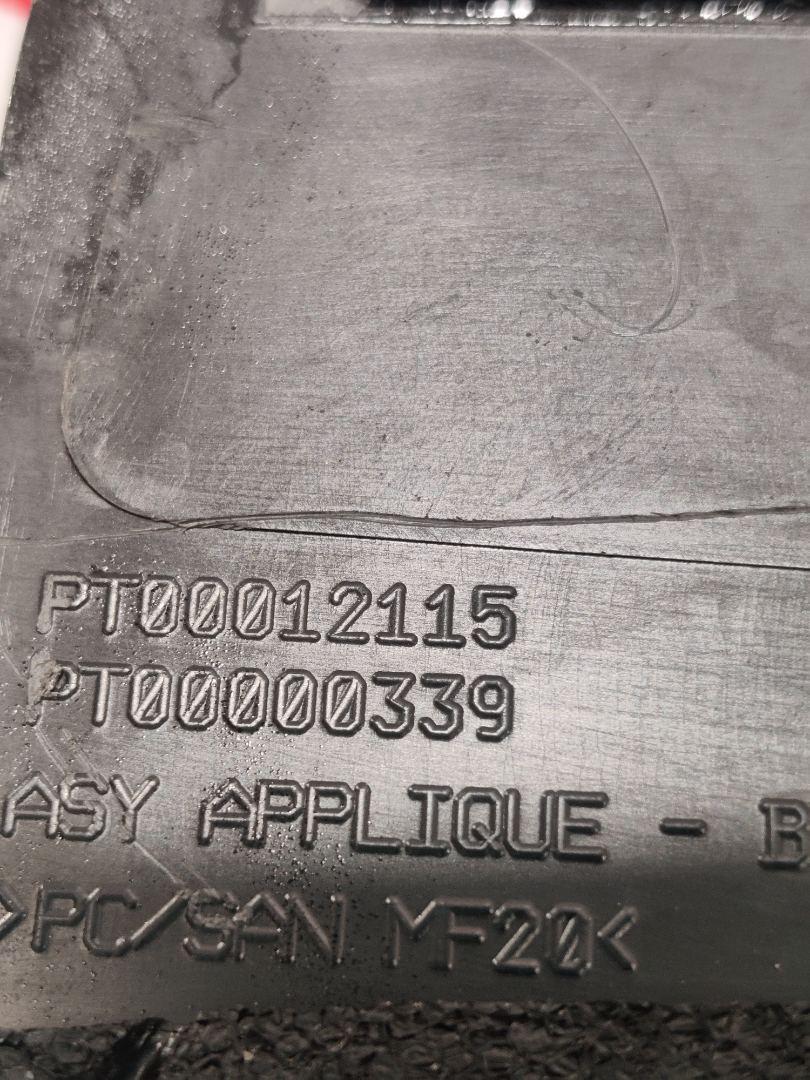 PT00012115
PT00000339
ASY APPLIQUE - B
>PC/SAN MF20<